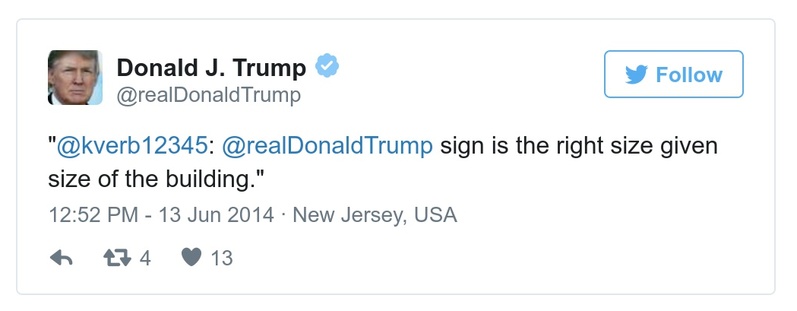 Donald J. Trump
@realDonaldTrump
Follow
"@kverb12345: @realDonaldTrump sign is the right size given
size of the building."
12:52 PM - 13 Jun 2014 · New Jersey, USA
4 13